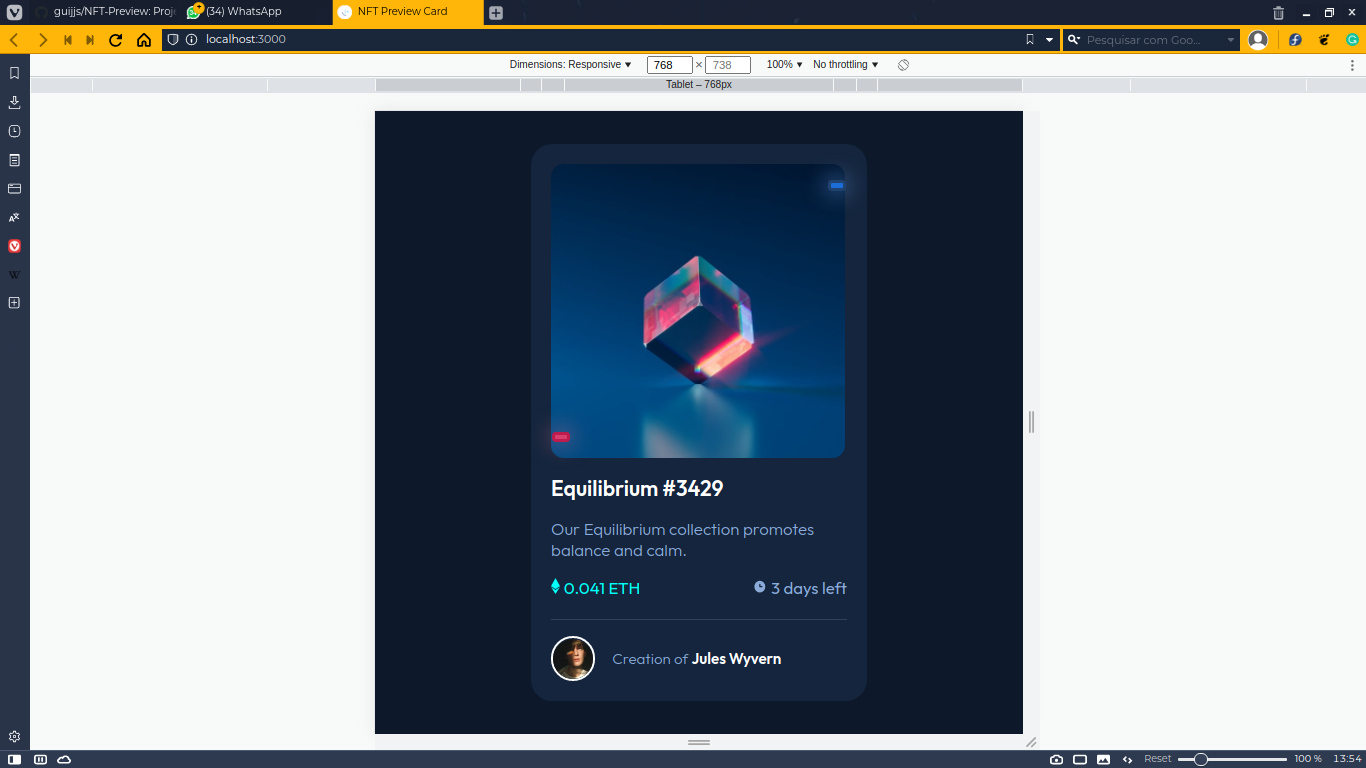 guijjs/NFT-Preview: Proj
(34) WhatsApp
NFT Preview Card
localhost:3000
Pesquisar com Goo...
Dimensions: Responsive
768 × 738
100%
No throttling
Tablet – 768px
Equilibrium #3429
Our Equilibrium collection promotes
balance and calm.
0.041 ETH
3 days left
Creation of Jules Wyvern
Reset
100 %
13:54